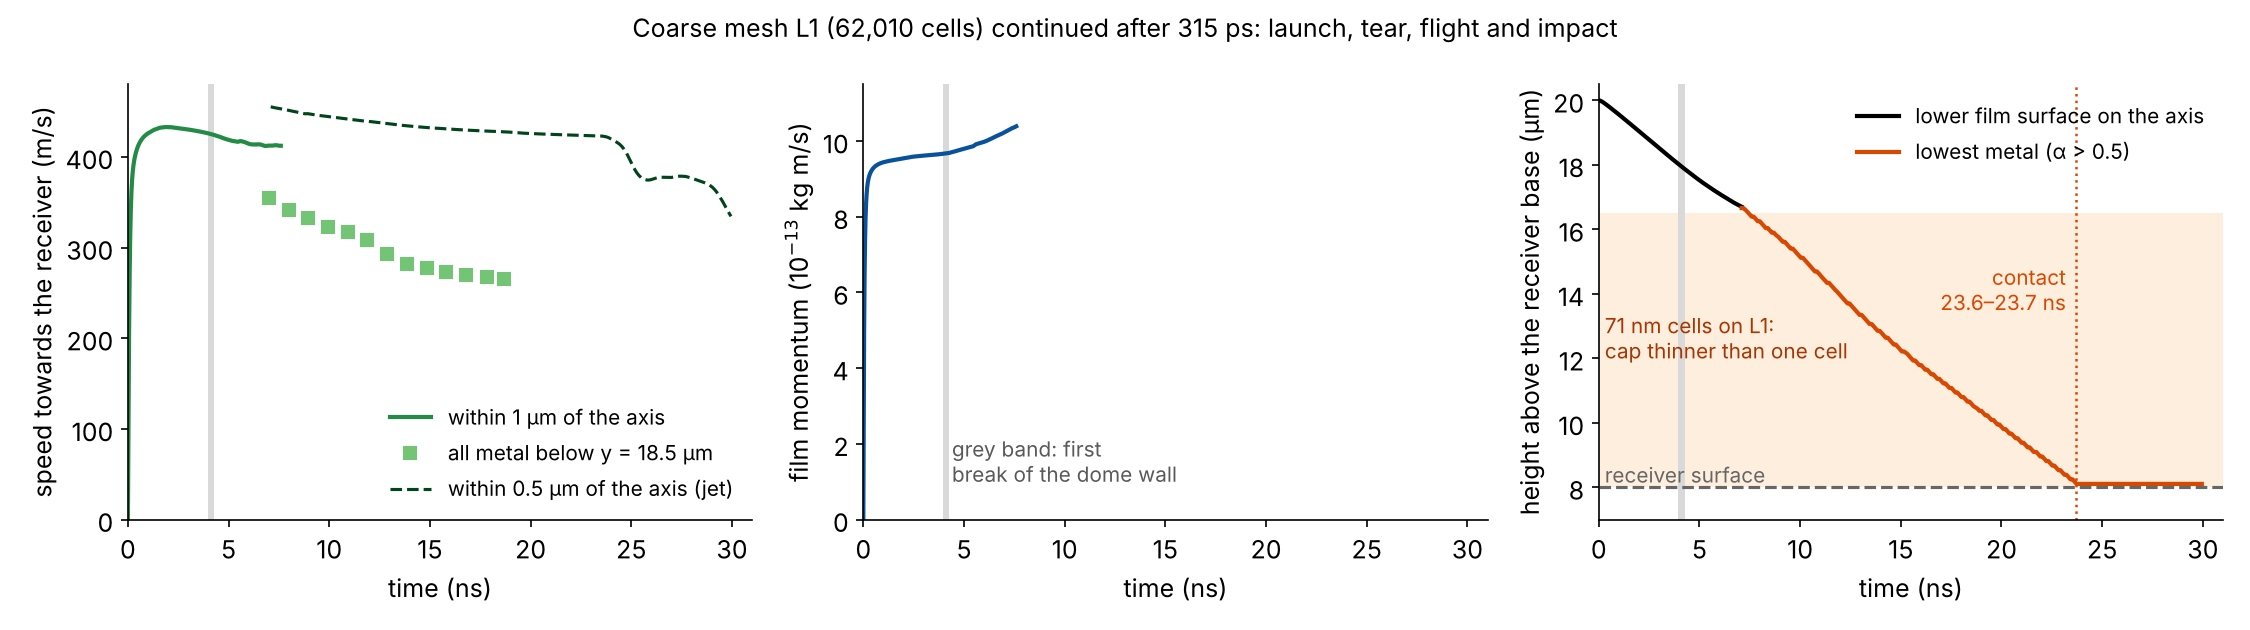 Coarse mesh L1 (62,010 cells) continued after 315 ps: launch, tear, flight and impact
speed towards the receiver (m/s)
400
300
200
100
0
within 1 µm of the axis
all metal below y = 18.5 µm
within 0.5 µm of the axis (jet)
0 5 10 15 20 25 30
time (ns)
film momentum (10⁻¹³ kg m/s)
10
8
6
4
2
0
grey band: first
break of the dome wall
0 5 10 15 20 25 30
time (ns)
height above the receiver base (µm)
20
18
16
14
12
10
8
lower film surface on the axis
lowest metal (α > 0.5)
contact
23.6–23.7 ns
71 nm cells on L1:
cap thinner than one cell
receiver surface
0 5 10 15 20 25 30
time (ns)